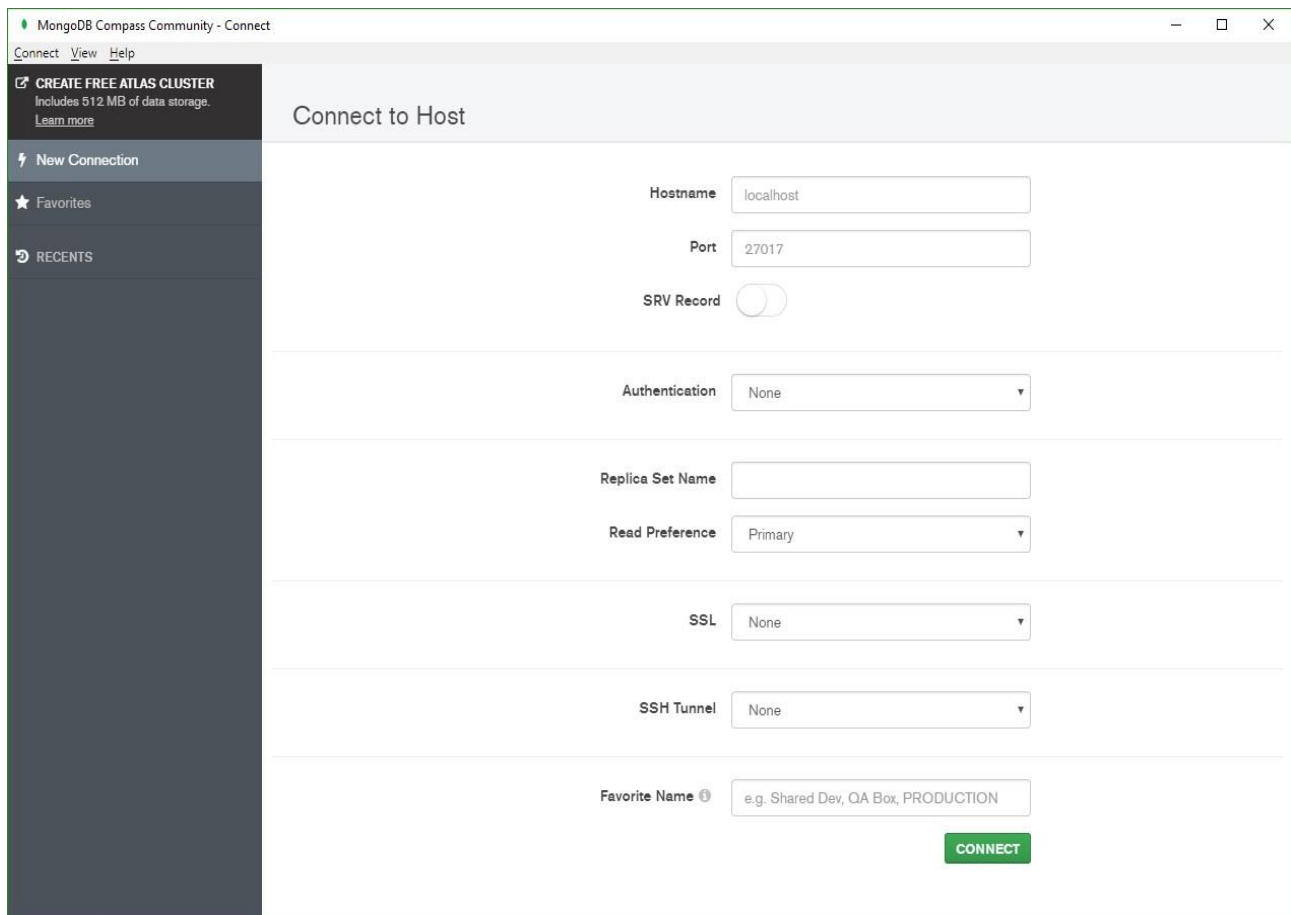 MongoDB Compass Community - Connect
Connect View Help
CREATE FREE ATLAS CLUSTER
Includes 512 MB of data storage.
Learn more
New Connection
Favorites
RECENTS
Connect to Host
Hostname localhost
Port 27017
SRV Record
Authentication None
Replica Set Name
Read Preference Primary
SSL None
SSH Tunnel None
Favorite Name e.g. Shared Dev, QA Box, PRODUCTION
CONNECT